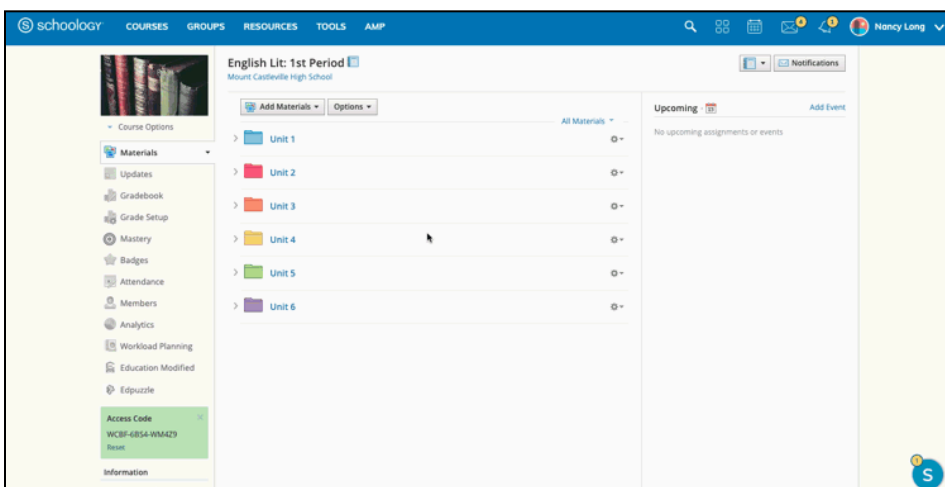 schoology COURSES GROUPS RESOURCES TOOLS AMP 6 1 Nancy Long
English Lit: 1st Period
Mount Castleville High School
Notifications
Course Options
Materials
Updates
Gradebook
Grade Setup
Mastery
Badges
Attendance
Members
Analytics
Workload Planning
Education Modified
Edpuzzle
Access Code
WCBF-6BS4-WM4Z9
Reset
Information
Add Materials Options
All Materials
Unit 1
Unit 2
Unit 3
Unit 4
Unit 5
Unit 6
Upcoming Add Event
No upcoming assignments or events
S